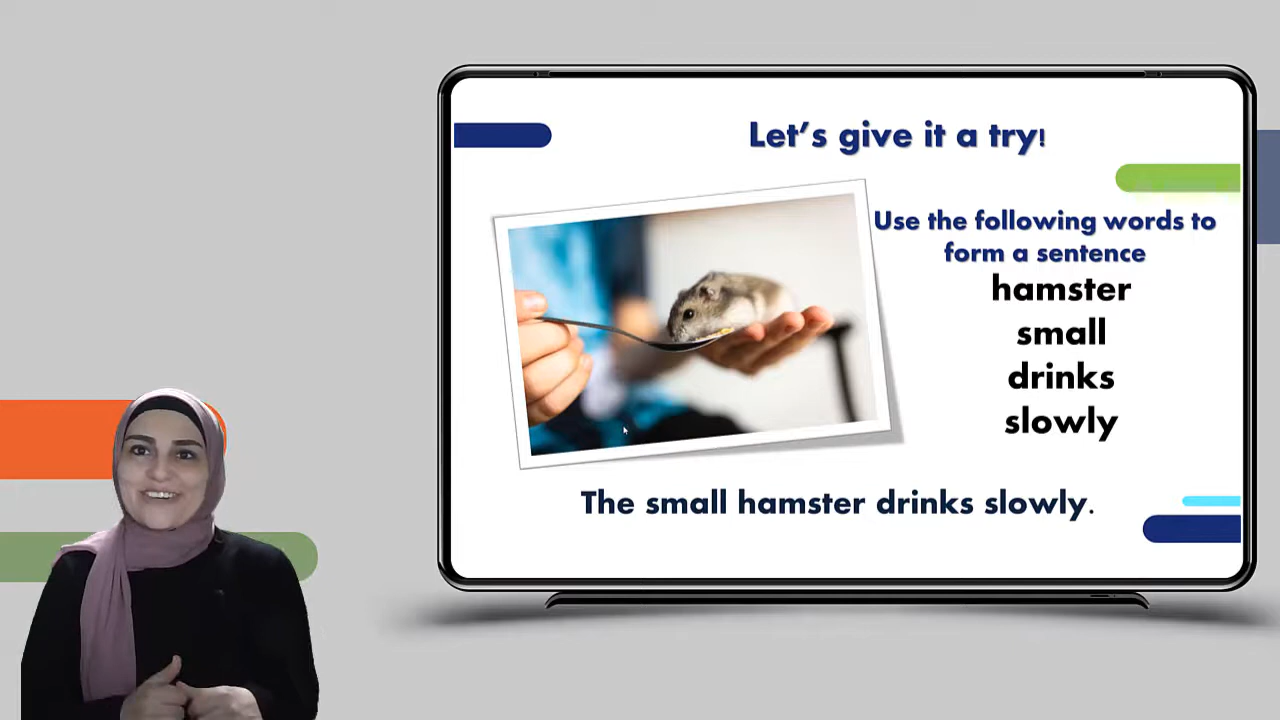 Let's give it a try!
Use the following words to
form a sentence
hamster
small
drinks
slowly
The small hamster drinks slowly.